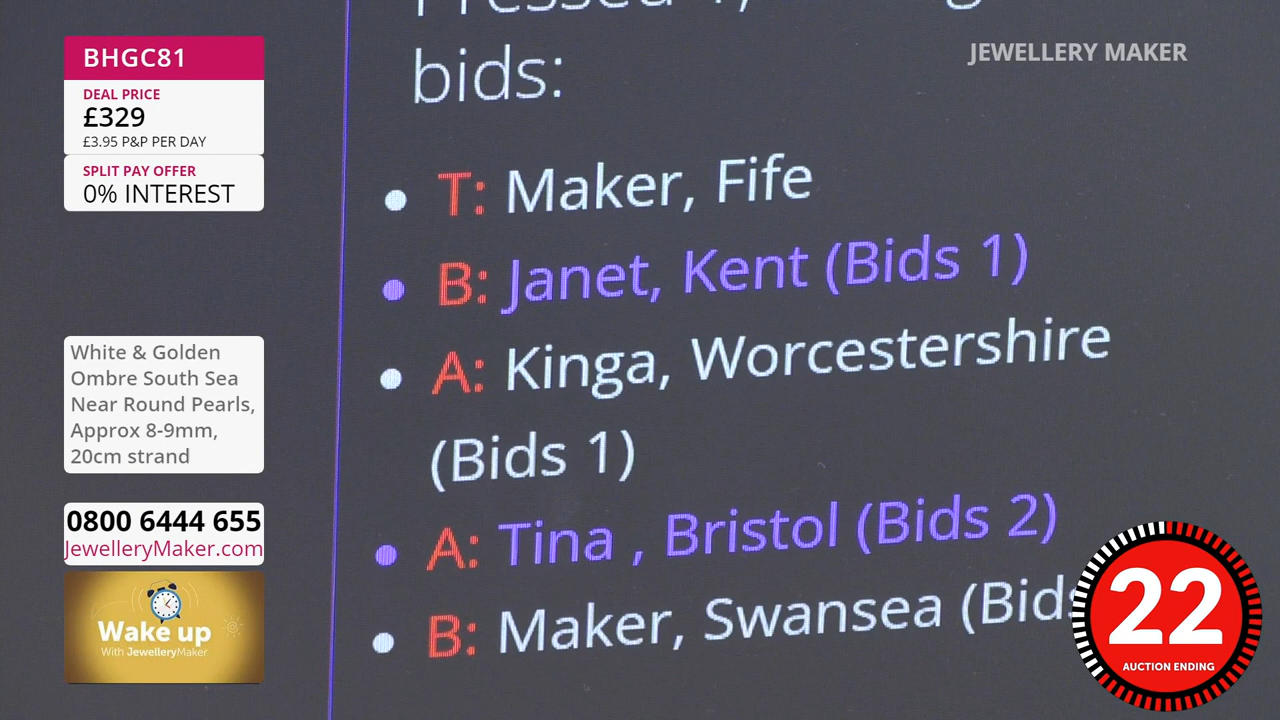 BHGC81
DEAL PRICE
£329
£3.95 P&P PER DAY
SPLIT PAY OFFER
0% INTEREST
White & Golden
Ombre South Sea
Near Round Pearls,
Approx 8-9mm,
20cm strand
0800 6444 655
JewelleryMaker.com
Wake up
With JewelleryMaker
JEWELLERY MAKER
bids:
• T: Maker, Fife
• B: Janet, Kent (Bids 1)
• A: Kinga, Worcestershire
(Bids 1)
• A: Tina , Bristol (Bids 2)
• B: Maker, Swansea (Bids
22
AUCTION ENDING